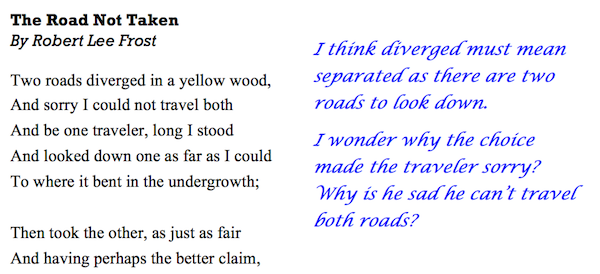 The Road Not Taken
By Robert Lee Frost
Two roads diverged in a yellow wood,
And sorry I could not travel both
And be one traveler, long I stood
And looked down one as far as I could
To where it bent in the undergrowth;
Then took the other, as just as fair
And having perhaps the better claim,
I think diverged must mean
separated as there are two
roads to look down.
I wonder why the choice
made the traveler sorry?
Why is he sad he can't travel
both roads?